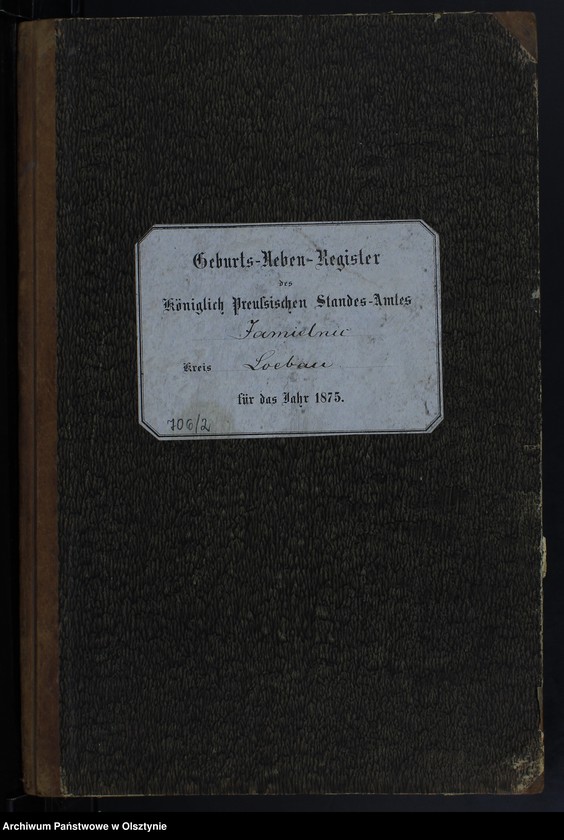 Geburts-Neben-Register
des
Königlich Preussischen Standes-Amtes
Jamielnic
Kreis Loebau
für das Jahr 1875.
706/2
Archiwum Państwowe w Olsztynie